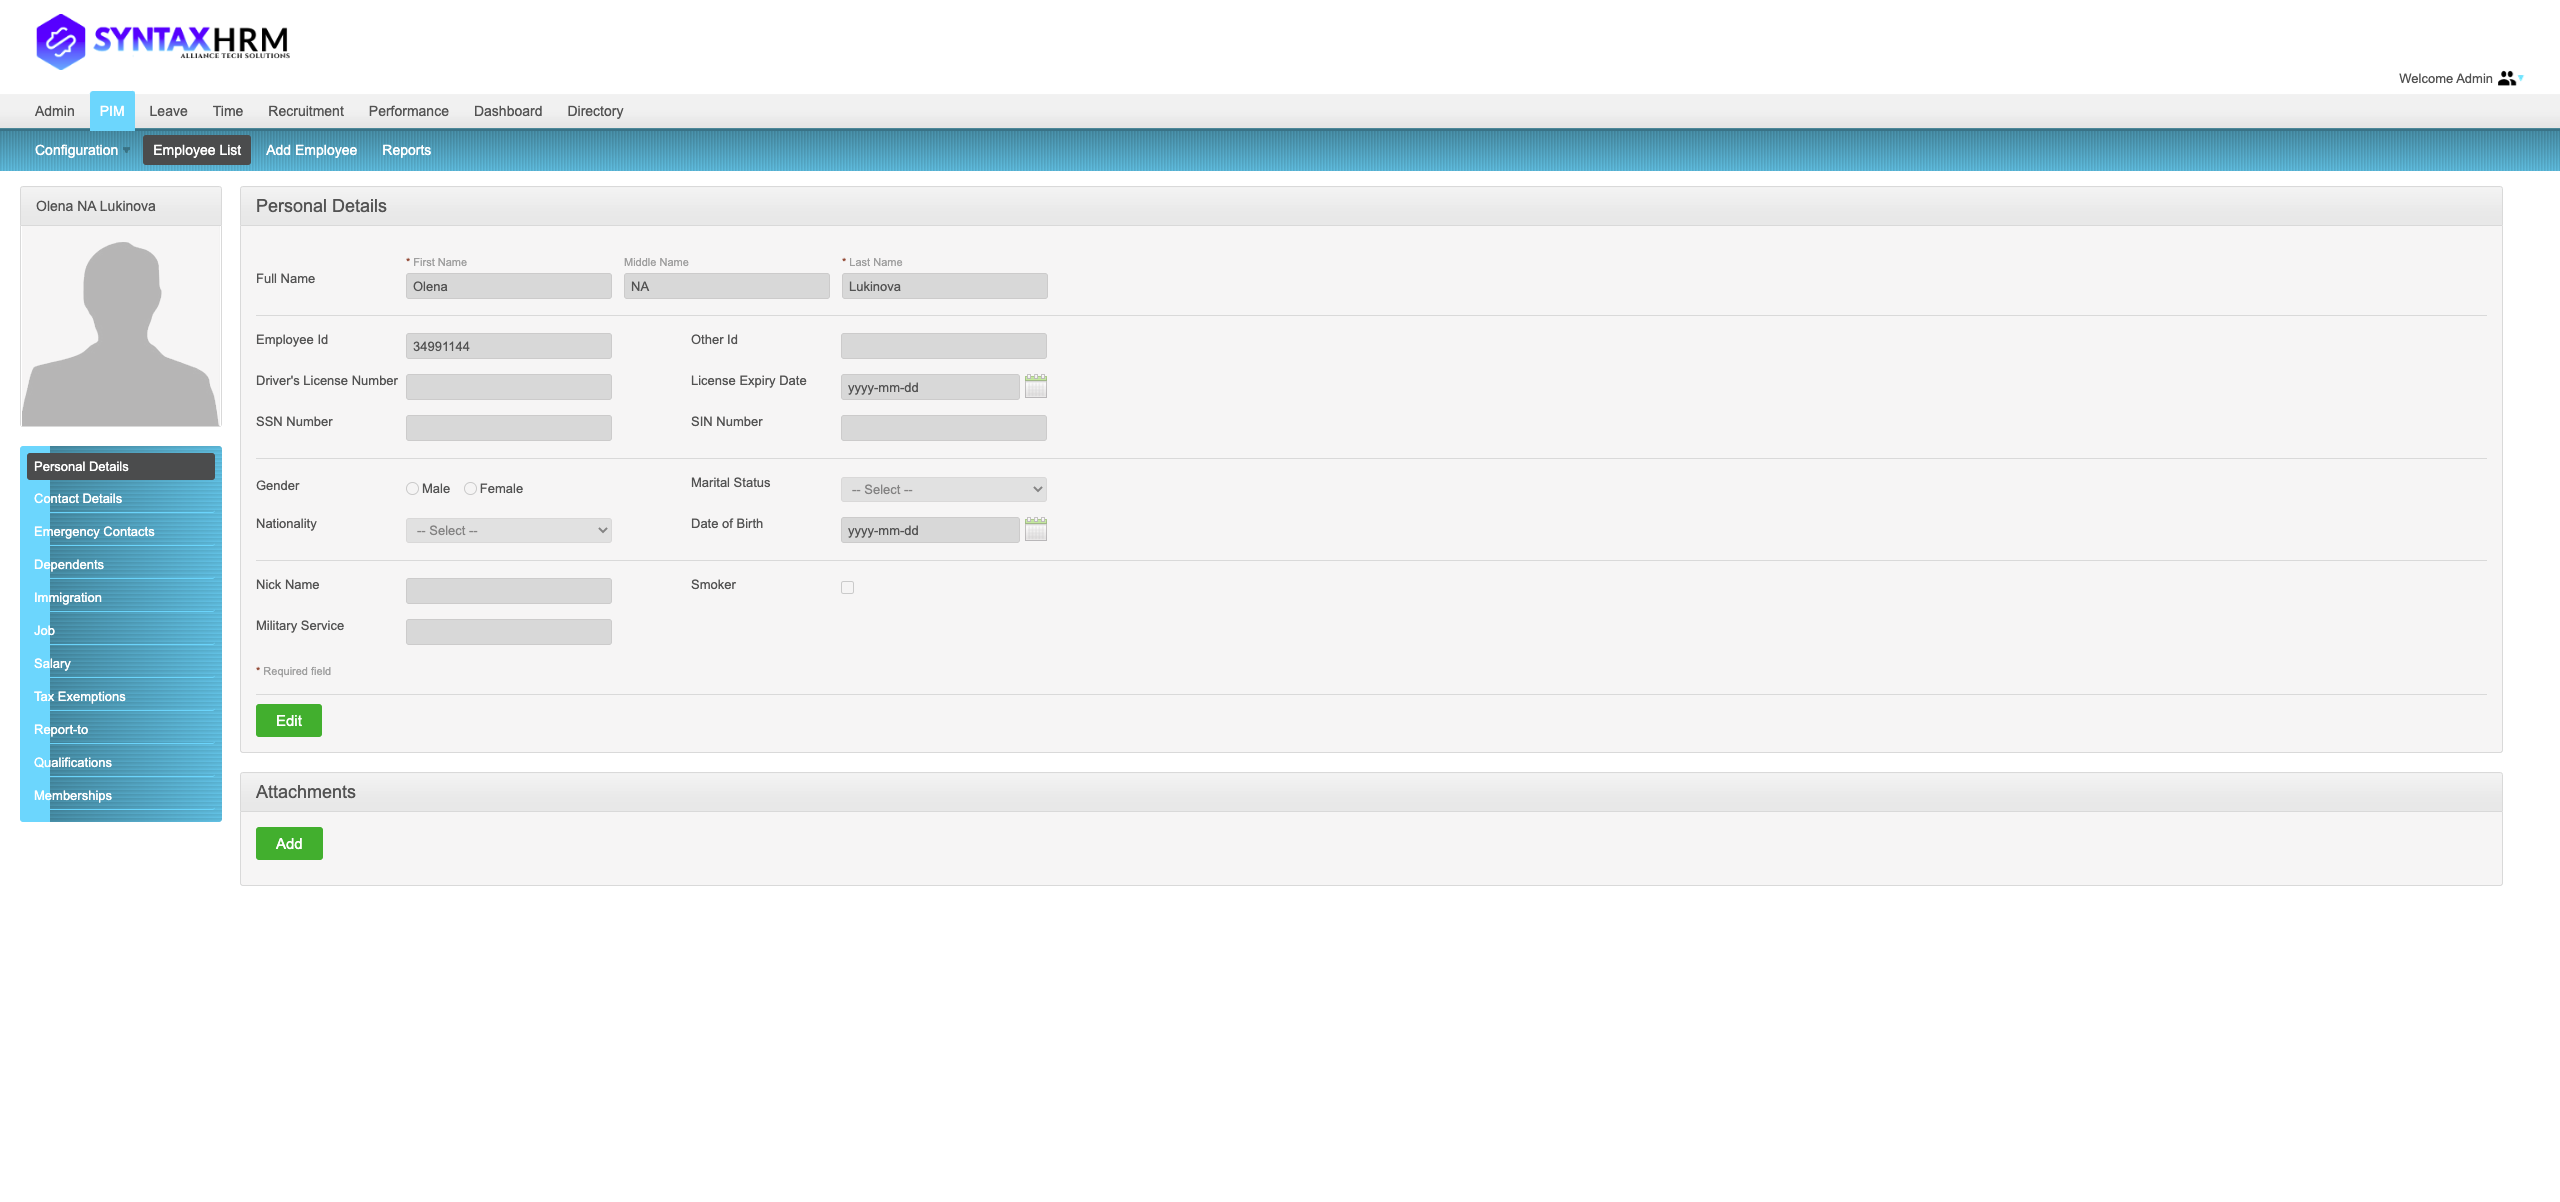 SYNTAXHRM
ALLIANCE TECH SOLUTIONS
Welcome Admin
Admin PIM Leave Time Recruitment Performance Dashboard Directory
Configuration Employee List Add Employee Reports
Olena NA Lukinova
Personal Details
Contact Details
Emergency Contacts
Dependents
Immigration
Job
Salary
Tax Exemptions
Report-to
Qualifications
Memberships
Personal Details
* First Name Middle Name * Last Name
Full Name Olena NA Lukinova
Employee Id 34991144 Other Id
Driver's License Number License Expiry Date yyyy-mm-dd
SSN Number SIN Number
Gender Male Female Marital Status -- Select --
Nationality -- Select -- Date of Birth yyyy-mm-dd
Nick Name Smoker
Military Service
* Required field
Edit
Attachments
Add